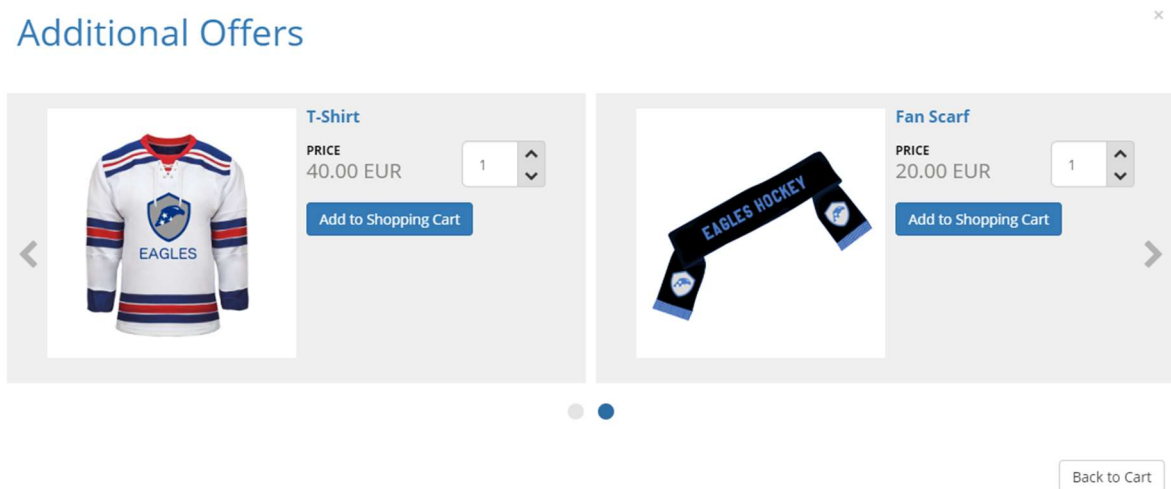 Additional Offers
×
T-Shirt
PRICE
40.00 EUR
1
Add to Shopping Cart
EAGLES
Fan Scarf
PRICE
20.00 EUR
1
Add to Shopping Cart
EAGLES HOCKEY
Back to Cart